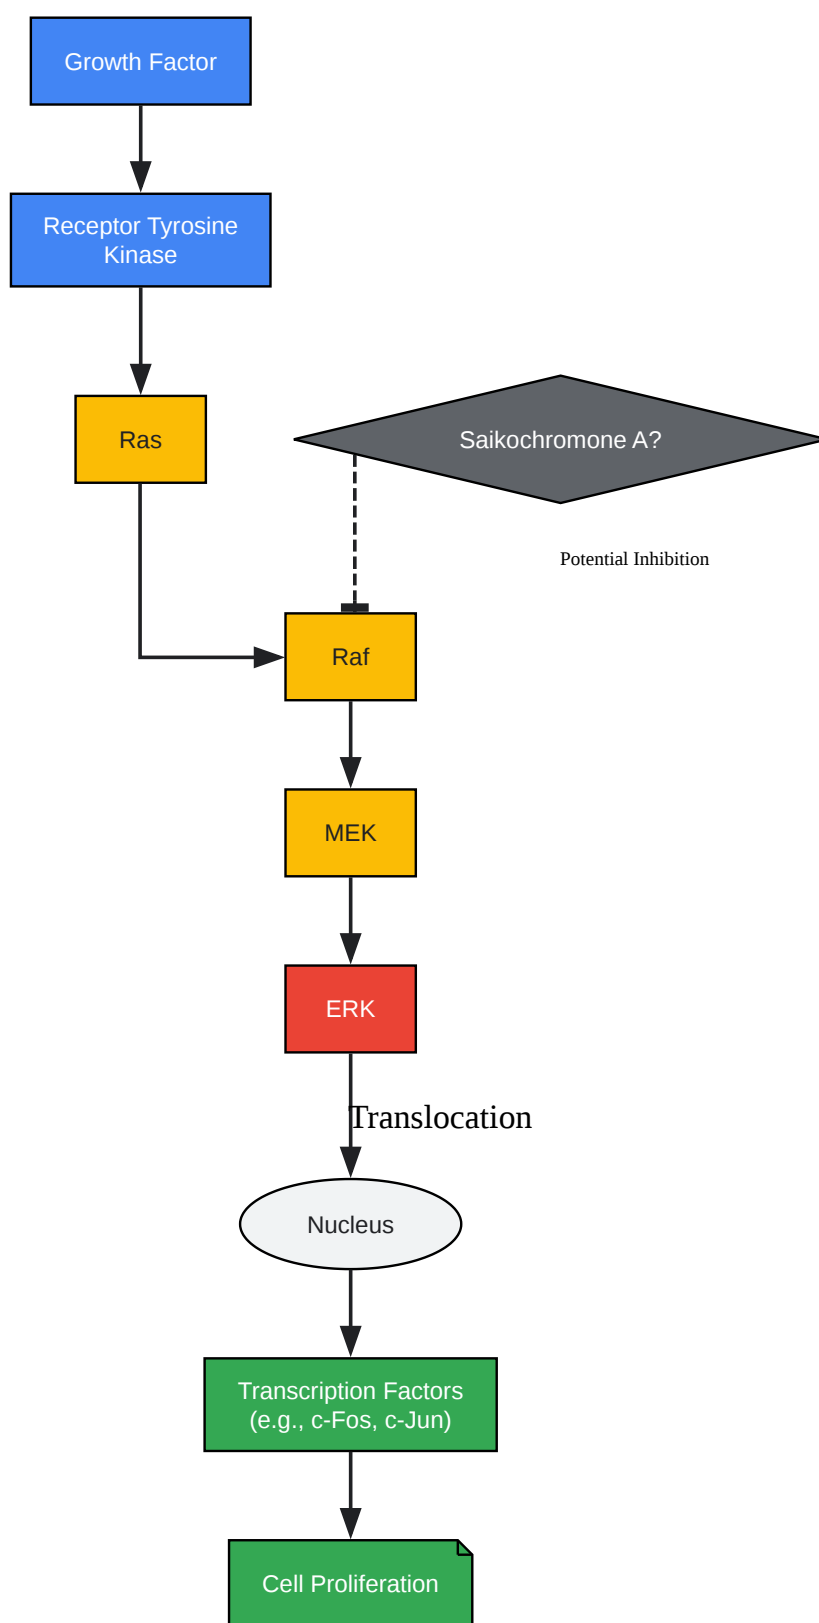 Growth Factor
Receptor Tyrosine
Kinase
Ras
Saikochromone A?
Potential Inhibition
Raf
MEK
ERK
Translocation
Nucleus
Transcription Factors
(e.g., c-Fos, c-Jun)
Cell Proliferation